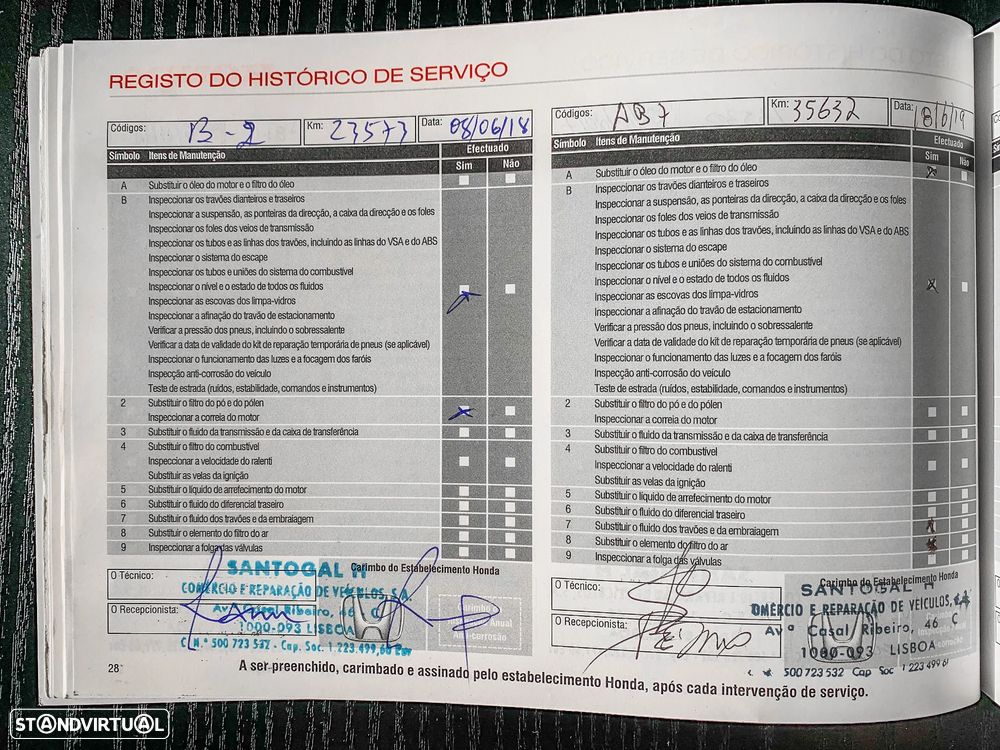 REGISTO DO HISTÓRICO DE SERVIÇO
Códigos: B-2 Km: 23573 Data: 08/06/18
Símbolo Itens de Manutenção Efectuado
Sim Não
A Substituir o óleo do motor e o filtro do óleo
B Inspeccionar os travões dianteiros e traseiros
Inspeccionar a suspensão, as ponteiras da direcção, a caixa da direcção e os foles
Inspeccionar os foles dos veios de transmissão
Inspeccionar os tubos e as linhas dos travões, incluindo as linhas do VSA e do ABS
Inspeccionar o sistema do escape
Inspeccionar os tubos e uniões do sistema do combustível
Inspeccionar o nível e o estado de todos os fluidos
Inspeccionar as escovas dos limpa-vidros
Inspeccionar a afinação do travão de estacionamento
Verificar a pressão dos pneus, incluindo o sobressalente
Verificar a data de validade do kit de reparação temporária de pneus (se aplicável)
Inspeccionar o funcionamento das luzes e a focagem dos faróis
Inspecção anti-corrosão do veículo
Teste de estrada (ruídos, estabilidade, comandos e instrumentos)
2 Substituir o filtro do pó e do pólen
Inspeccionar a correia do motor
3 Substituir o fluido da transmissão e da caixa de transferência
4 Substituir o filtro do combustível
Inspeccionar a velocidade do ralenti
Substituir as velas da ignição
5 Substituir o líquido de arrefecimento do motor
6 Substituir o fluido do diferencial traseiro
7 Substituir o fluido dos travões e da embraiagem
8 Substituir o elemento do filtro do ar
9 Inspeccionar a folga das válvulas
O Técnico:
O Recepcionista:
Carimbo do Estabelecimento Honda
SANTOGAL H
COMÉRCIO E REPARAÇÃO DE VEÍCULOS, S.A.
Avª Casal Ribeiro, 46 C
1000-093 LISBOA
C. N.º 500 723 532 - Cap. Soc. 1 223 499,60 Eur
Códigos: AB7 Km: 35632 Data: 18/6/19
Símbolo Itens de Manutenção Efectuado
Sim Não
A Substituir o óleo do motor e o filtro do óleo
B Inspeccionar os travões dianteiros e traseiros
Inspeccionar a suspensão, as ponteiras da direcção, a caixa da direcção e os foles
Inspeccionar os foles dos veios de transmissão
Inspeccionar os tubos e as linhas dos travões, incluindo as linhas do VSA e do ABS
Inspeccionar o sistema do escape
Inspeccionar os tubos e uniões do sistema do combustível
Inspeccionar o nível e o estado de todos os fluidos
Inspeccionar as escovas dos limpa-vidros
Inspeccionar a afinação do travão de estacionamento
Verificar a pressão dos pneus, incluindo o sobressalente
Verificar a data de validade do kit de reparação temporária de pneus (se aplicável)
Inspeccionar o funcionamento das luzes e a focagem dos faróis
Inspecção anti-corrosão do veículo
Teste de estrada (ruídos, estabilidade, comandos e instrumentos)
2 Substituir o filtro do pó e do pólen
Inspeccionar a correia do motor
3 Substituir o fluido da transmissão e da caixa de transferência
4 Substituir o filtro do combustível
Inspeccionar a velocidade do ralenti
Substituir as velas da ignição
5 Substituir o líquido de arrefecimento do motor
6 Substituir o fluido do diferencial traseiro
7 Substituir o fluido dos travões e da embraiagem
8 Substituir o elemento do filtro do ar
9 Inspeccionar a folga das válvulas
O Técnico:
O Recepcionista:
Carimbo do Estabelecimento Honda
SANTOGAL H
OMÉRCIO E REPARAÇÃO DE VEÍCULOS, S.A.
Avª Casal Ribeiro, 46 C
1000-093 LISBOA
500 723 532 Cap Soc 1 223 499 6
28
A ser preenchido, carimbado e assinado pelo estabelecimento Honda, após cada intervenção de serviço.
STANDVIRTUAL